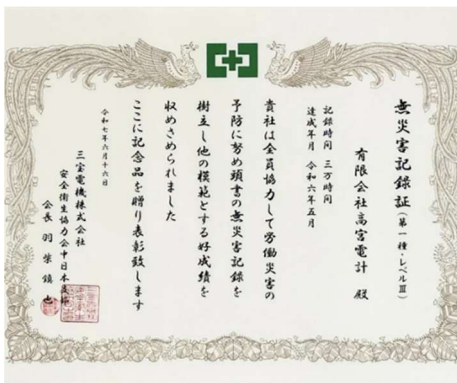 無災害記録証(第一種・レベルⅢ)
有限会社高宮電計 殿
記録時間 三万時間
達成年月 令和六年五月
貴社は全員協力して労働災害の
予防に努め頭書の無災害記録を
樹立し他の模範とする好成績を
収めさめられました
ここに記念品を贈り表彰致します
令和七年六月十六日
三宝電機株式会社
安全衛生協力会中日本支部
会長 羽柴鎮